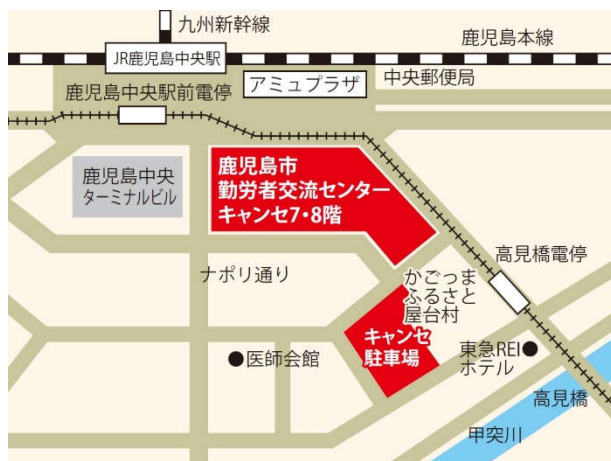 九州新幹線
鹿児島本線
JR鹿児島中央駅
アミュプラザ
中央郵便局
鹿児島中央駅前電停
鹿児島中央
ターミナルビル
鹿児島市
勤労者交流センター
キャンセ7・8階
高見橋電停
ナポリ通り
かごっま
ふるさと
屋台村
キャンセ
駐車場
医師会館
東急REI
ホテル
高見橋
甲突川